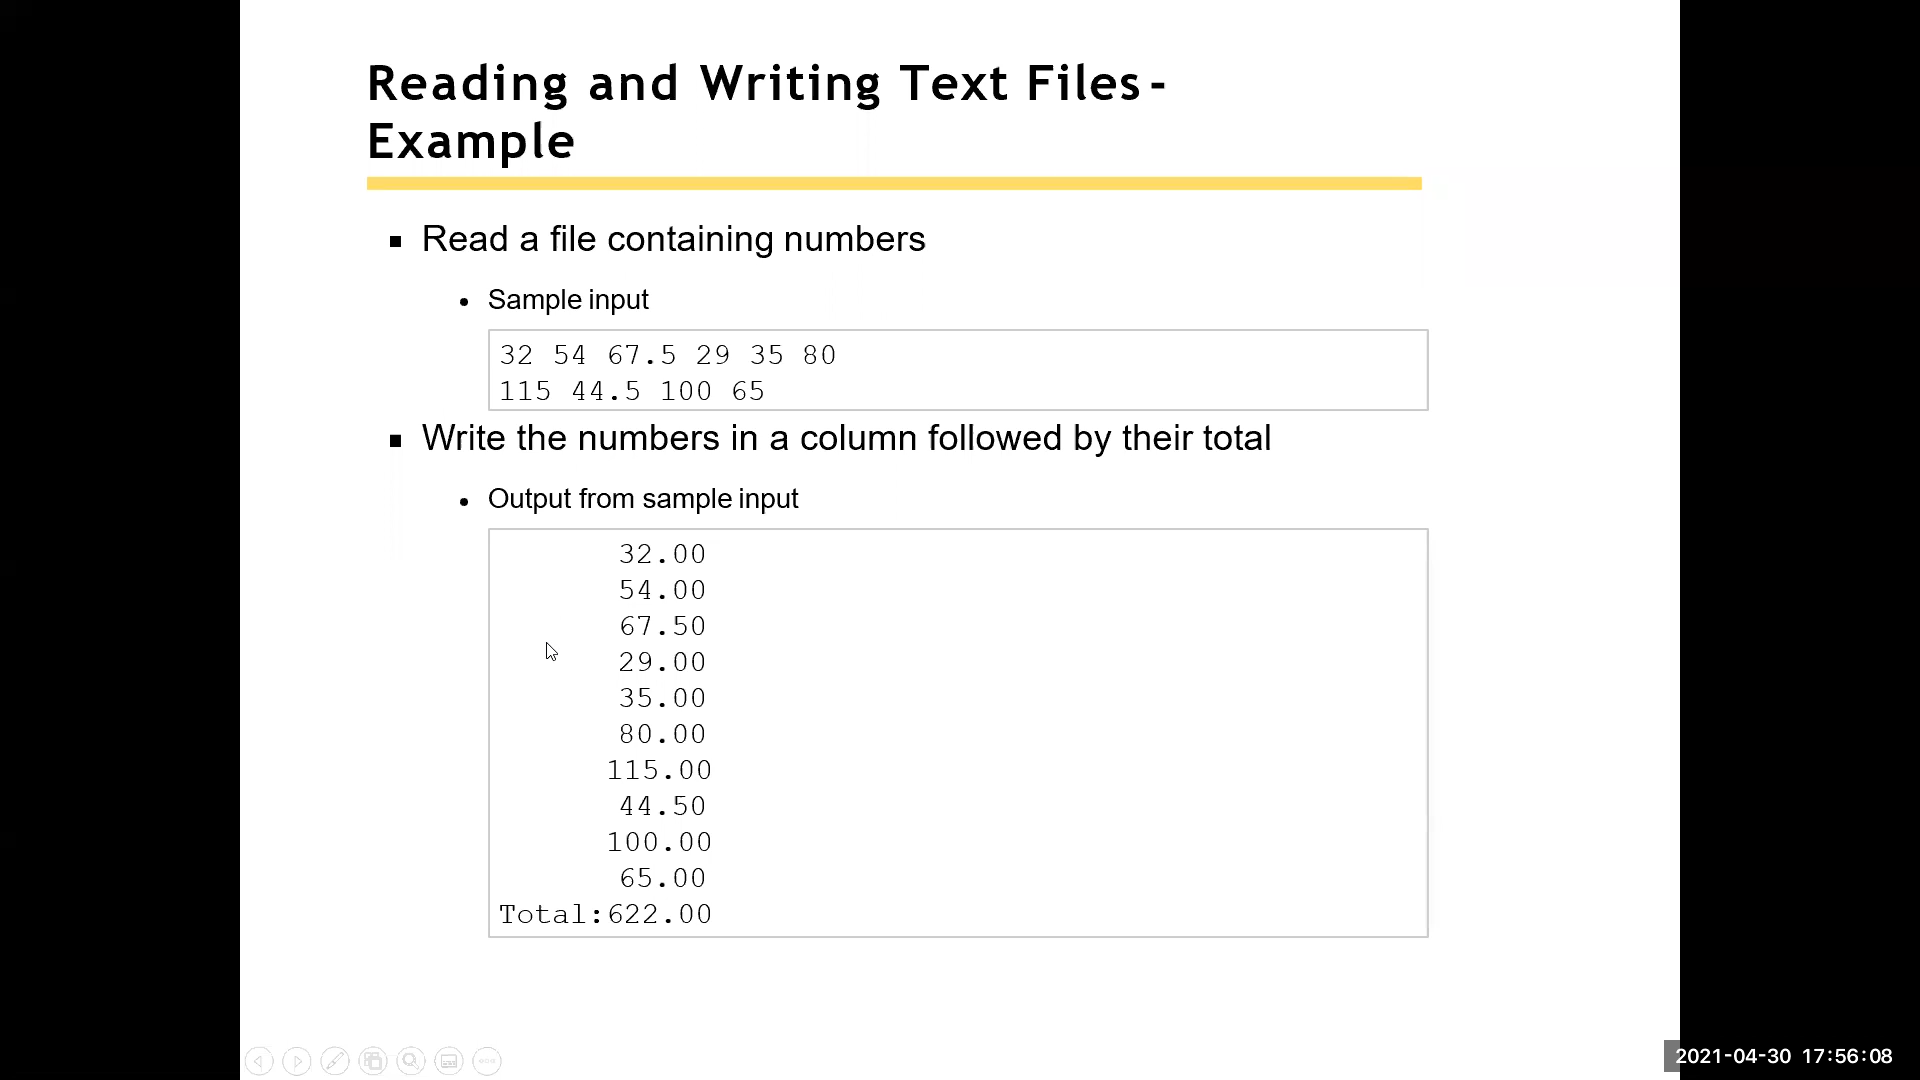 Reading and Writing Text Files-
Example
Read a file containing numbers
Sample input
32 54 67.5 29 35 80
115 44.5 100 65
Write the numbers in a column followed by their total
Output from sample input
32.00
54.00
67.50
29.00
35.00
80.00
115.00
44.50
100.00
65.00
Total:622.00
2021-04-30 17:56:08